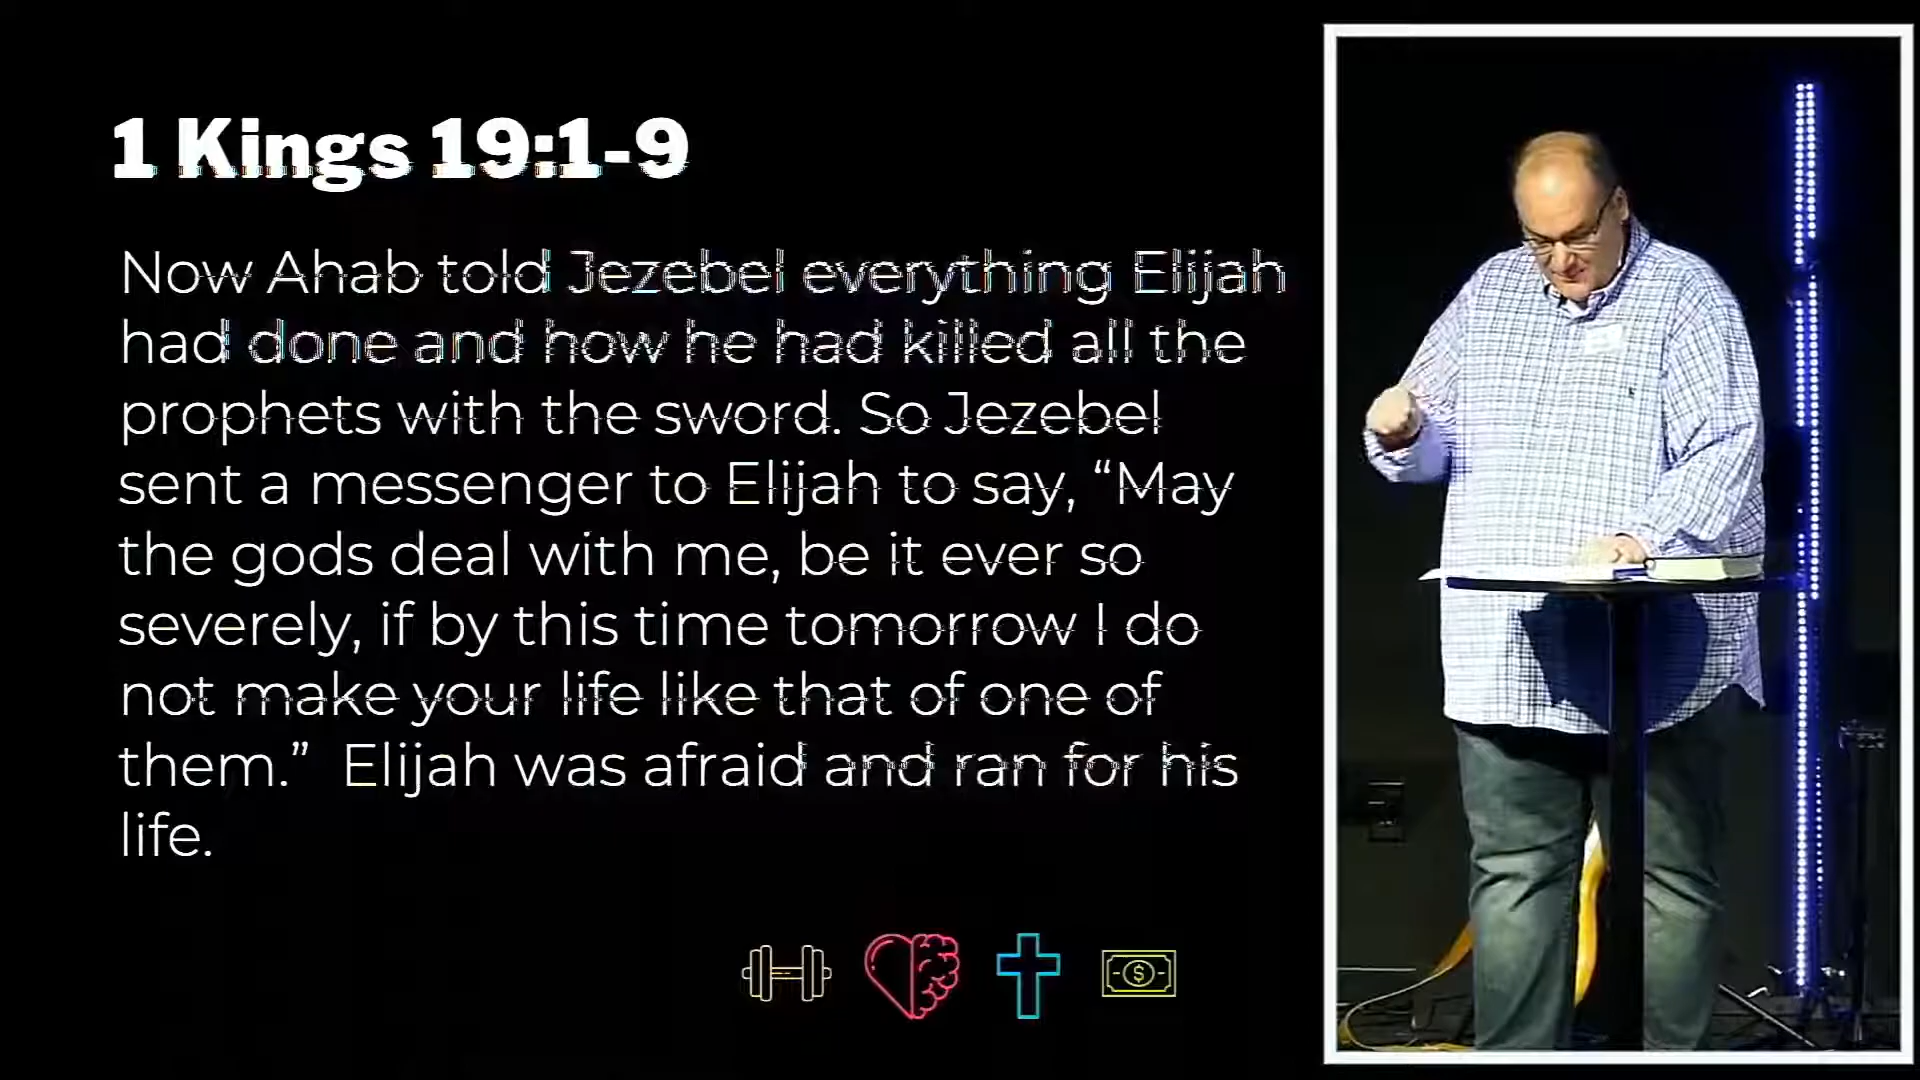 1 Kings 19:1-9
Now Ahab told Jezebel everything Elijah
had done and how he had killed all the
prophets with the sword. So Jezebel
sent a messenger to Elijah to say, “May
the gods deal with me, be it ever so
severely, if by this time tomorrow I do
not make your life like that of one of
them.”  Elijah was afraid and ran for his
life.
$